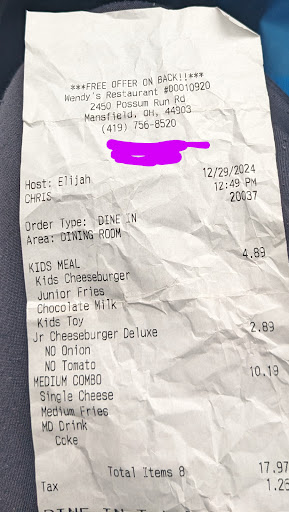 ***FREE OFFER ON BACK!!***
Wendy's Restaurant #00010920
2450 Possum Run Rd
Mansfield, OH, 44903
(419) 756-8520
Host: Elijah 12/29/2024
CHRIS 12:49 PM
20037
Order Type: DINE IN
Area: DINING ROOM
KIDS MEAL 4.89
Kids Cheeseburger
Junior Fries
Chocolate Milk
Kids Toy
Jr Cheeseburger Deluxe 2.89
NO Onion
NO Tomato
MEDIUM COMBO 10.19
Single Cheese
Medium Fries
MD Drink
Coke
Total Items 8 17.97
Tax 1.26
DINE IN